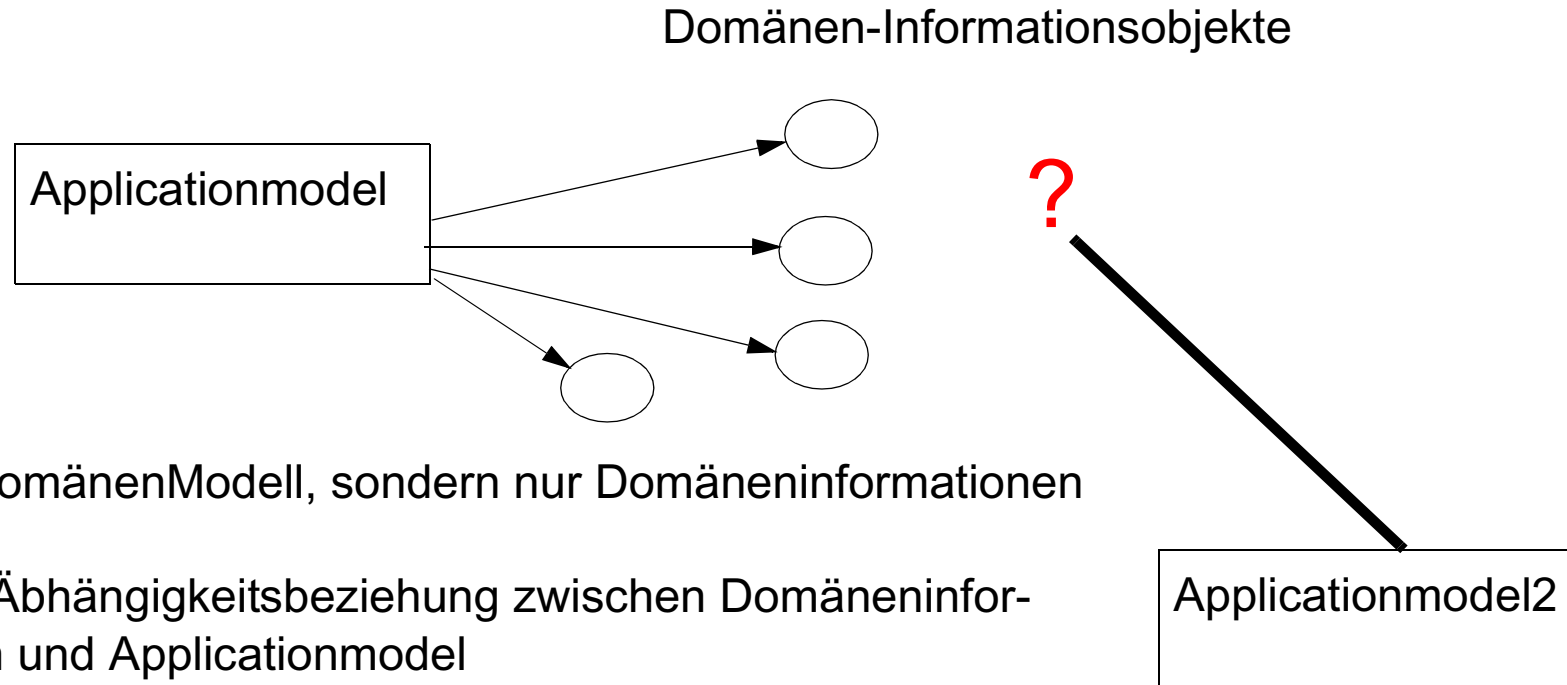 Domänen-Informationsobjekte
Applicationmodel
?
omänenModell, sondern nur Domäneninformationen
Äbhängigkeitsbeziehung zwischen Domäneninfor-
und Applicationmodel
Applicationmodel2